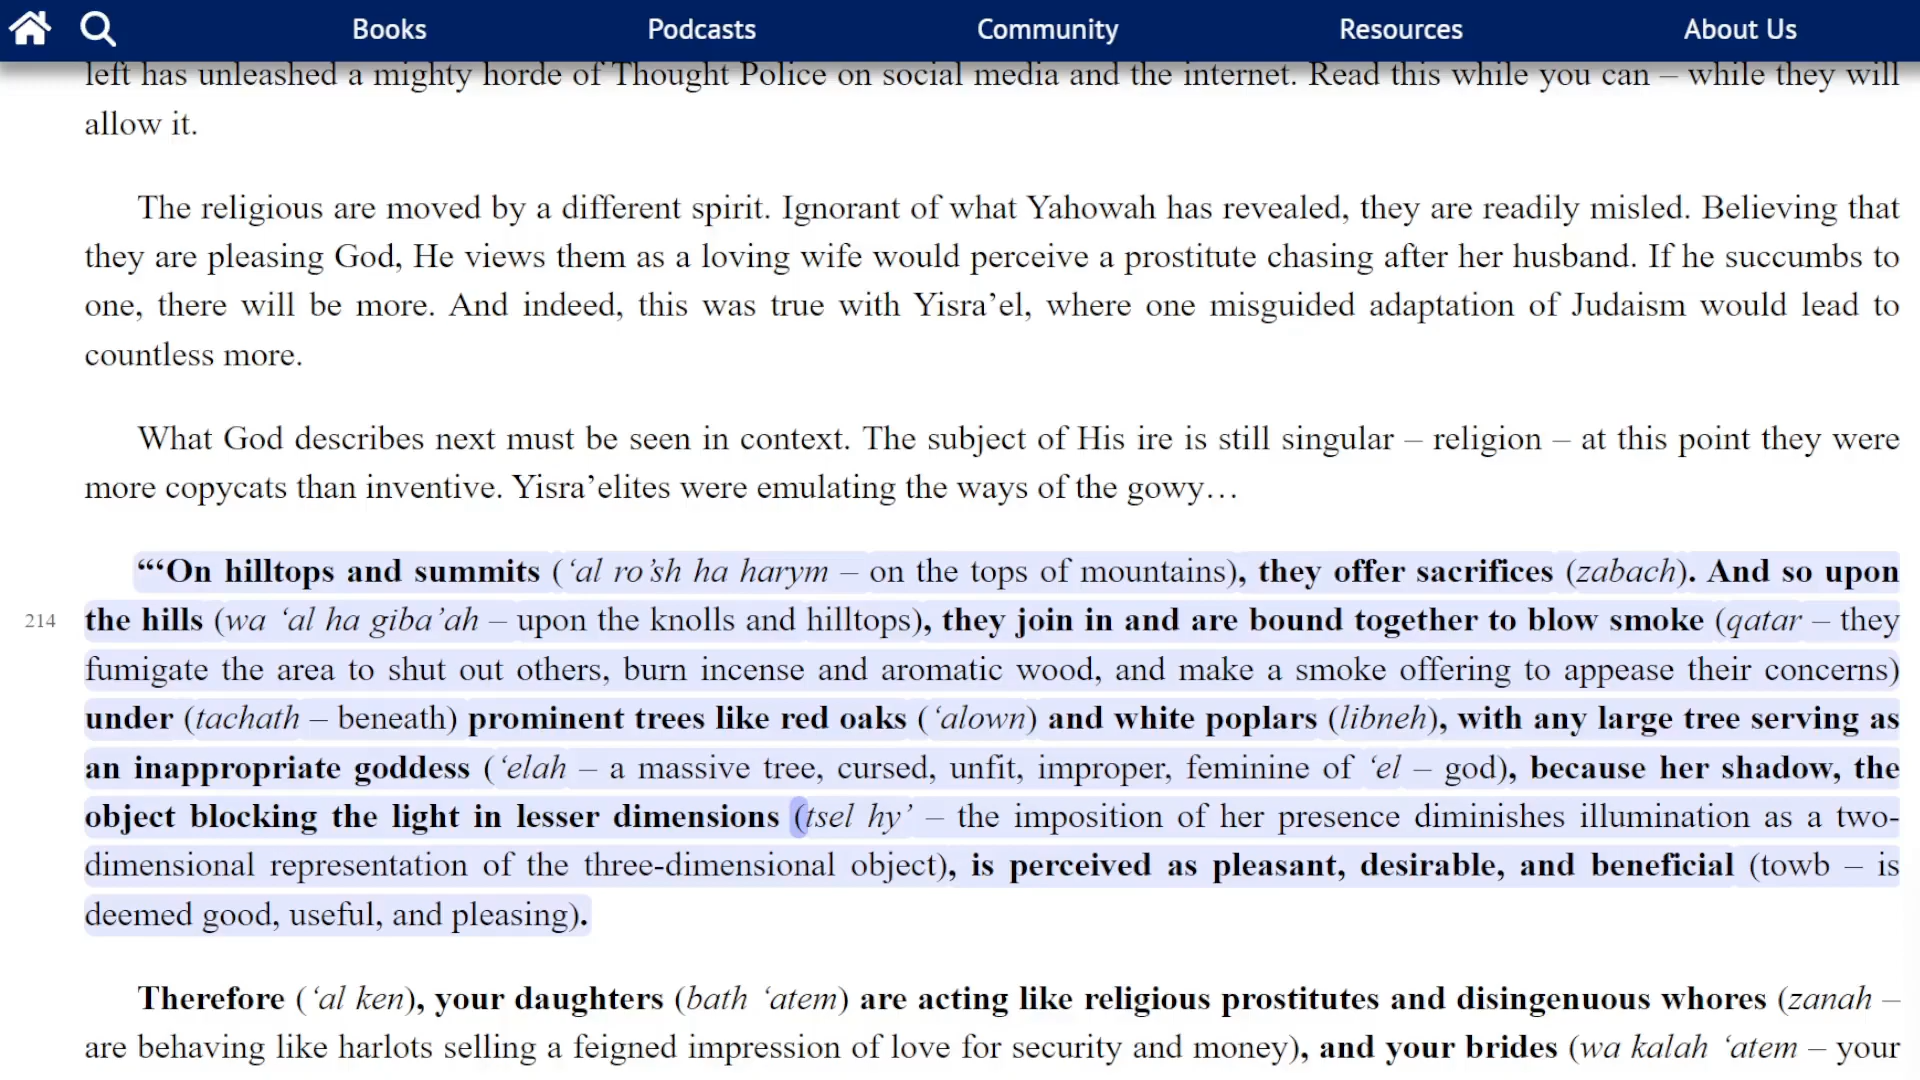 Books Podcasts Community Resources About Us
left has unleashed a mighty horde of Thought Police on social media and the internet. Read this while you can – while they will
allow it.
The religious are moved by a different spirit. Ignorant of what Yahowah has revealed, they are readily misled. Believing that
they are pleasing God, He views them as a loving wife would perceive a prostitute chasing after her husband. If he succumbs to
one, there will be more. And indeed, this was true with Yisra’el, where one misguided adaptation of Judaism would lead to
countless more.
What God describes next must be seen in context. The subject of His ire is still singular – religion – at this point they were
more copycats than inventive. Yisra’elites were emulating the ways of the gowy…
“‘On hilltops and summits (‘al ro’sh ha harym – on the tops of mountains), they offer sacrifices (zabach). And so upon
214 the hills (wa ‘al ha giba’ah – upon the knolls and hilltops), they join in and are bound together to blow smoke (qatar – they
fumigate the area to shut out others, burn incense and aromatic wood, and make a smoke offering to appease their concerns)
under (tachath – beneath) prominent trees like red oaks (‘alown) and white poplars (libneh), with any large tree serving as
an inappropriate goddess (‘elah – a massive tree, cursed, unfit, improper, feminine of ‘el – god), because her shadow, the
object blocking the light in lesser dimensions (tsel hy’ – the imposition of her presence diminishes illumination as a two-
dimensional representation of the three-dimensional object), is perceived as pleasant, desirable, and beneficial (towb – is
deemed good, useful, and pleasing).
Therefore (‘al ken), your daughters (bath ‘atem) are acting like religious prostitutes and disingenuous whores (zanah –
are behaving like harlots selling a feigned impression of love for security and money), and your brides (wa kalah ‘atem – your